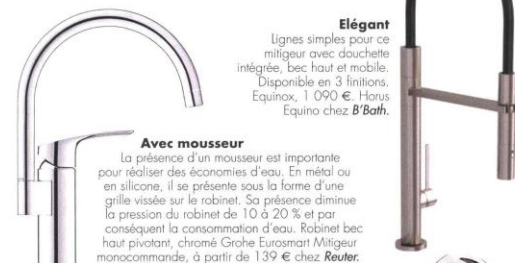 Elégant
Lignes simples pour ce
mitigeur avec douchette
intégrée, bec haut et mobile.
Disponible en 3 finitions.
Equinox, 1 090 €. Horus
Equino chez B'Bath.
Avec mousseur
La présence d'un mousseur est importante
pour réaliser des économies d'eau. En métal ou
en silicone, il se présente sous la forme d'une
grille vissée sur le robinet. Sa présence diminue
la pression du robinet de 10 à 20 % et par
conséquent la consommation d'eau. Robinet bec
haut pivotant, chromé Grohe Eurosmart Mitigeur
monocommande, à partir de 139 € chez Reuter.